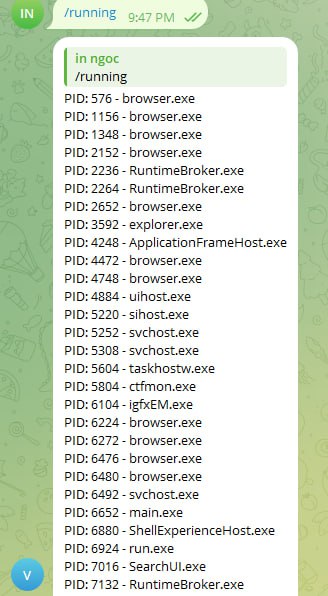 IN
/running 9:47 PM
in ngoc
/running
PID: 576 - browser.exe
PID: 1156 - browser.exe
PID: 1348 - browser.exe
PID: 2152 - browser.exe
PID: 2236 - RuntimeBroker.exe
PID: 2264 - RuntimeBroker.exe
PID: 2652 - browser.exe
PID: 3592 - explorer.exe
PID: 4248 - ApplicationFrameHost.exe
PID: 4472 - browser.exe
PID: 4748 - browser.exe
PID: 4884 - uihost.exe
PID: 5220 - sihost.exe
PID: 5252 - svchost.exe
PID: 5308 - svchost.exe
PID: 5604 - taskhostw.exe
PID: 5804 - ctfmon.exe
PID: 6104 - igfxEM.exe
PID: 6224 - browser.exe
PID: 6272 - browser.exe
PID: 6476 - browser.exe
PID: 6480 - browser.exe
PID: 6492 - svchost.exe
PID: 6652 - main.exe
PID: 6880 - ShellExperienceHost.exe
PID: 6924 - run.exe
PID: 7016 - SearchUI.exe
PID: 7132 - RuntimeBroker.exe
V